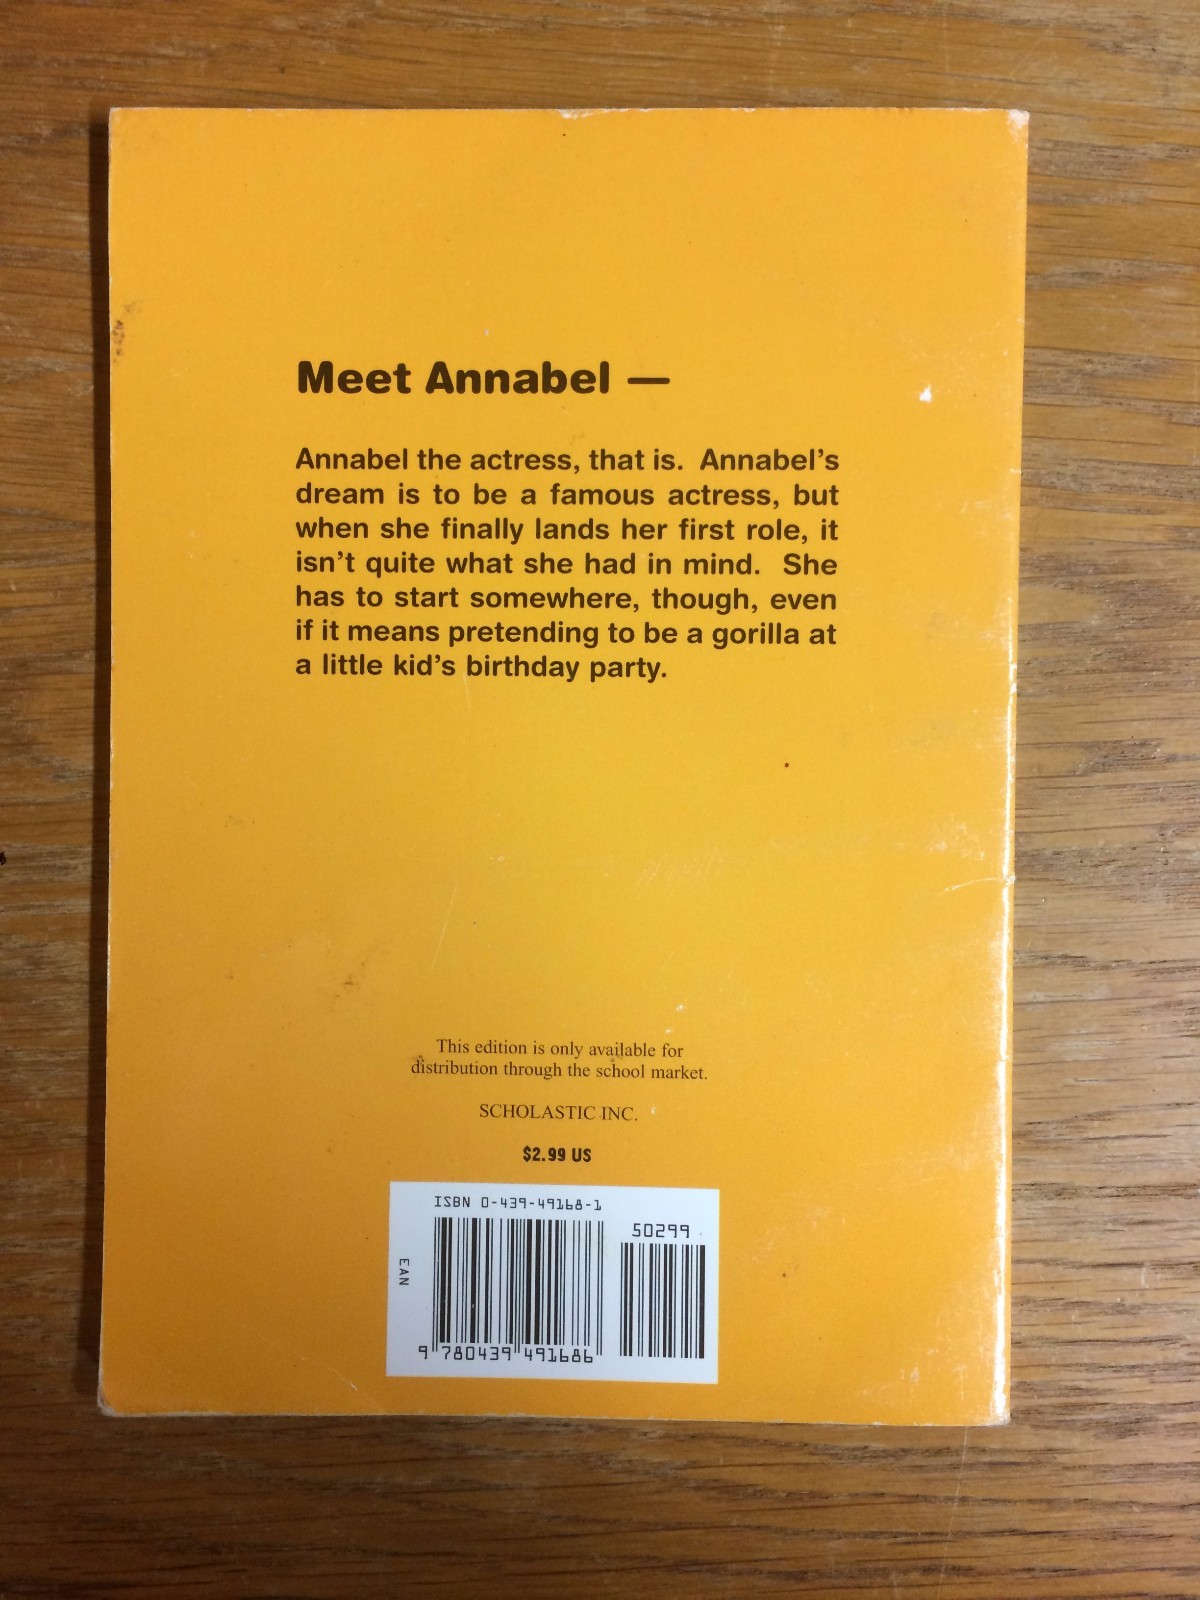 Meet Annabel —
Annabel the actress, that is. Annabel's
dream is to be a famous actress, but
when she finally lands her first role, it
isn't quite what she had in mind. She
has to start somewhere, though, even
if it means pretending to be a gorilla at
a little kid's birthday party.
This edition is only available for
distribution through the school market.
SCHOLASTIC INC.
$2.99 US
ISBN 0-439-49168-1
50299
EAN
9 780439 491686